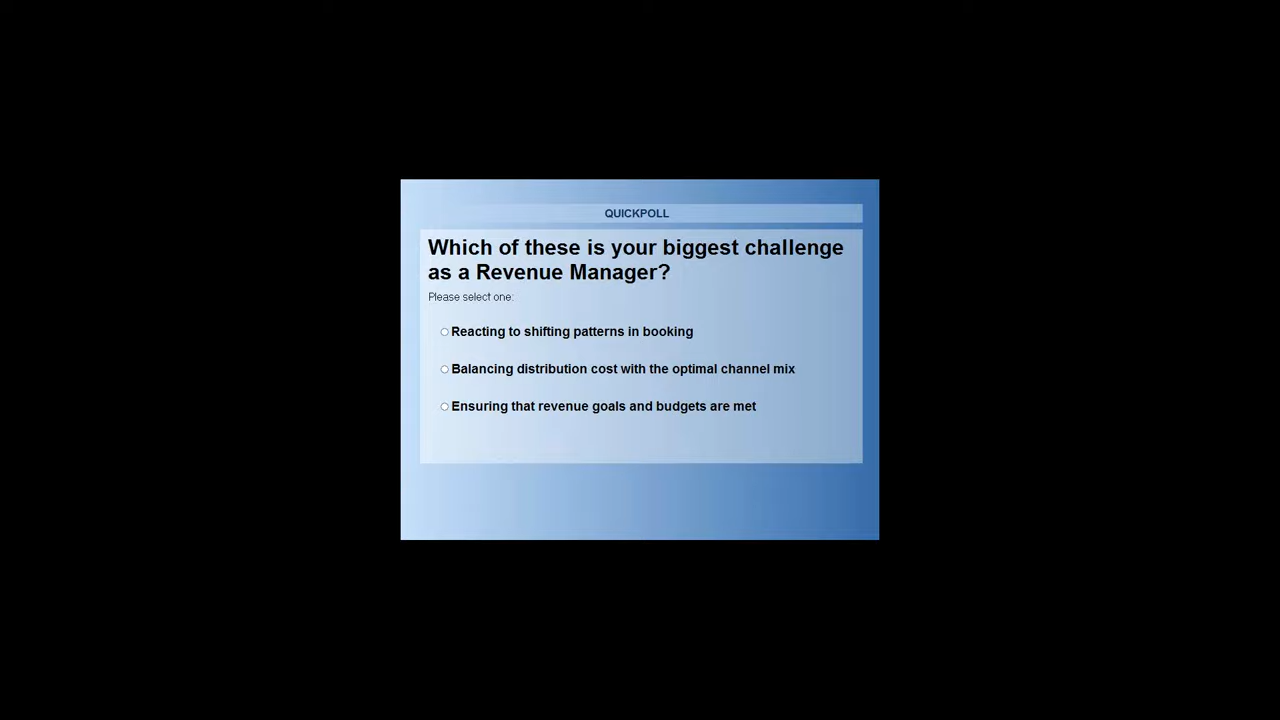 QUICKPOLL
Which of these is your biggest challenge
as a Revenue Manager?
Please select one:
Reacting to shifting patterns in booking
Balancing distribution cost with the optimal channel mix
Ensuring that revenue goals and budgets are met